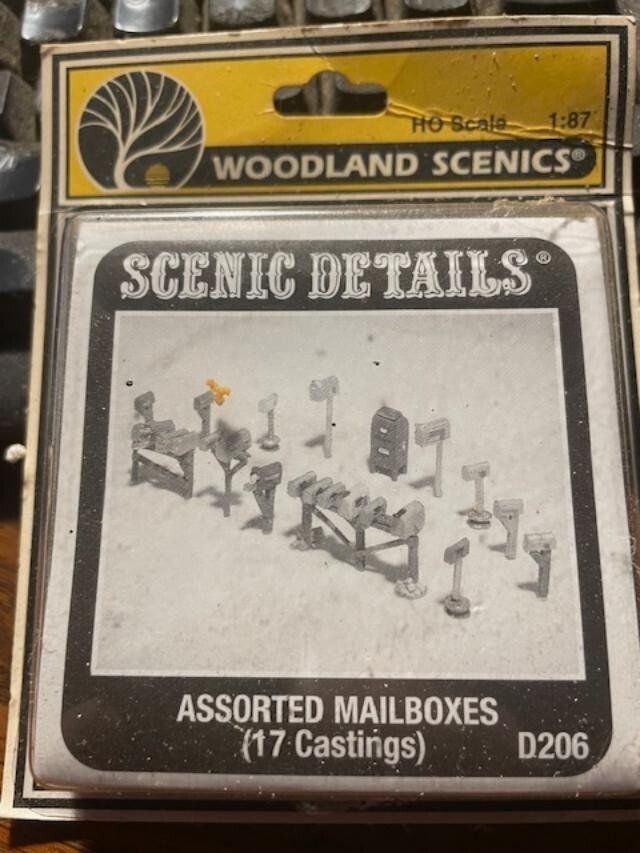 HO Scale 1:87
WOODLAND SCENICS®
SCENIC DETAILS®
ASSORTED MAILBOXES
(17 Castings) D206